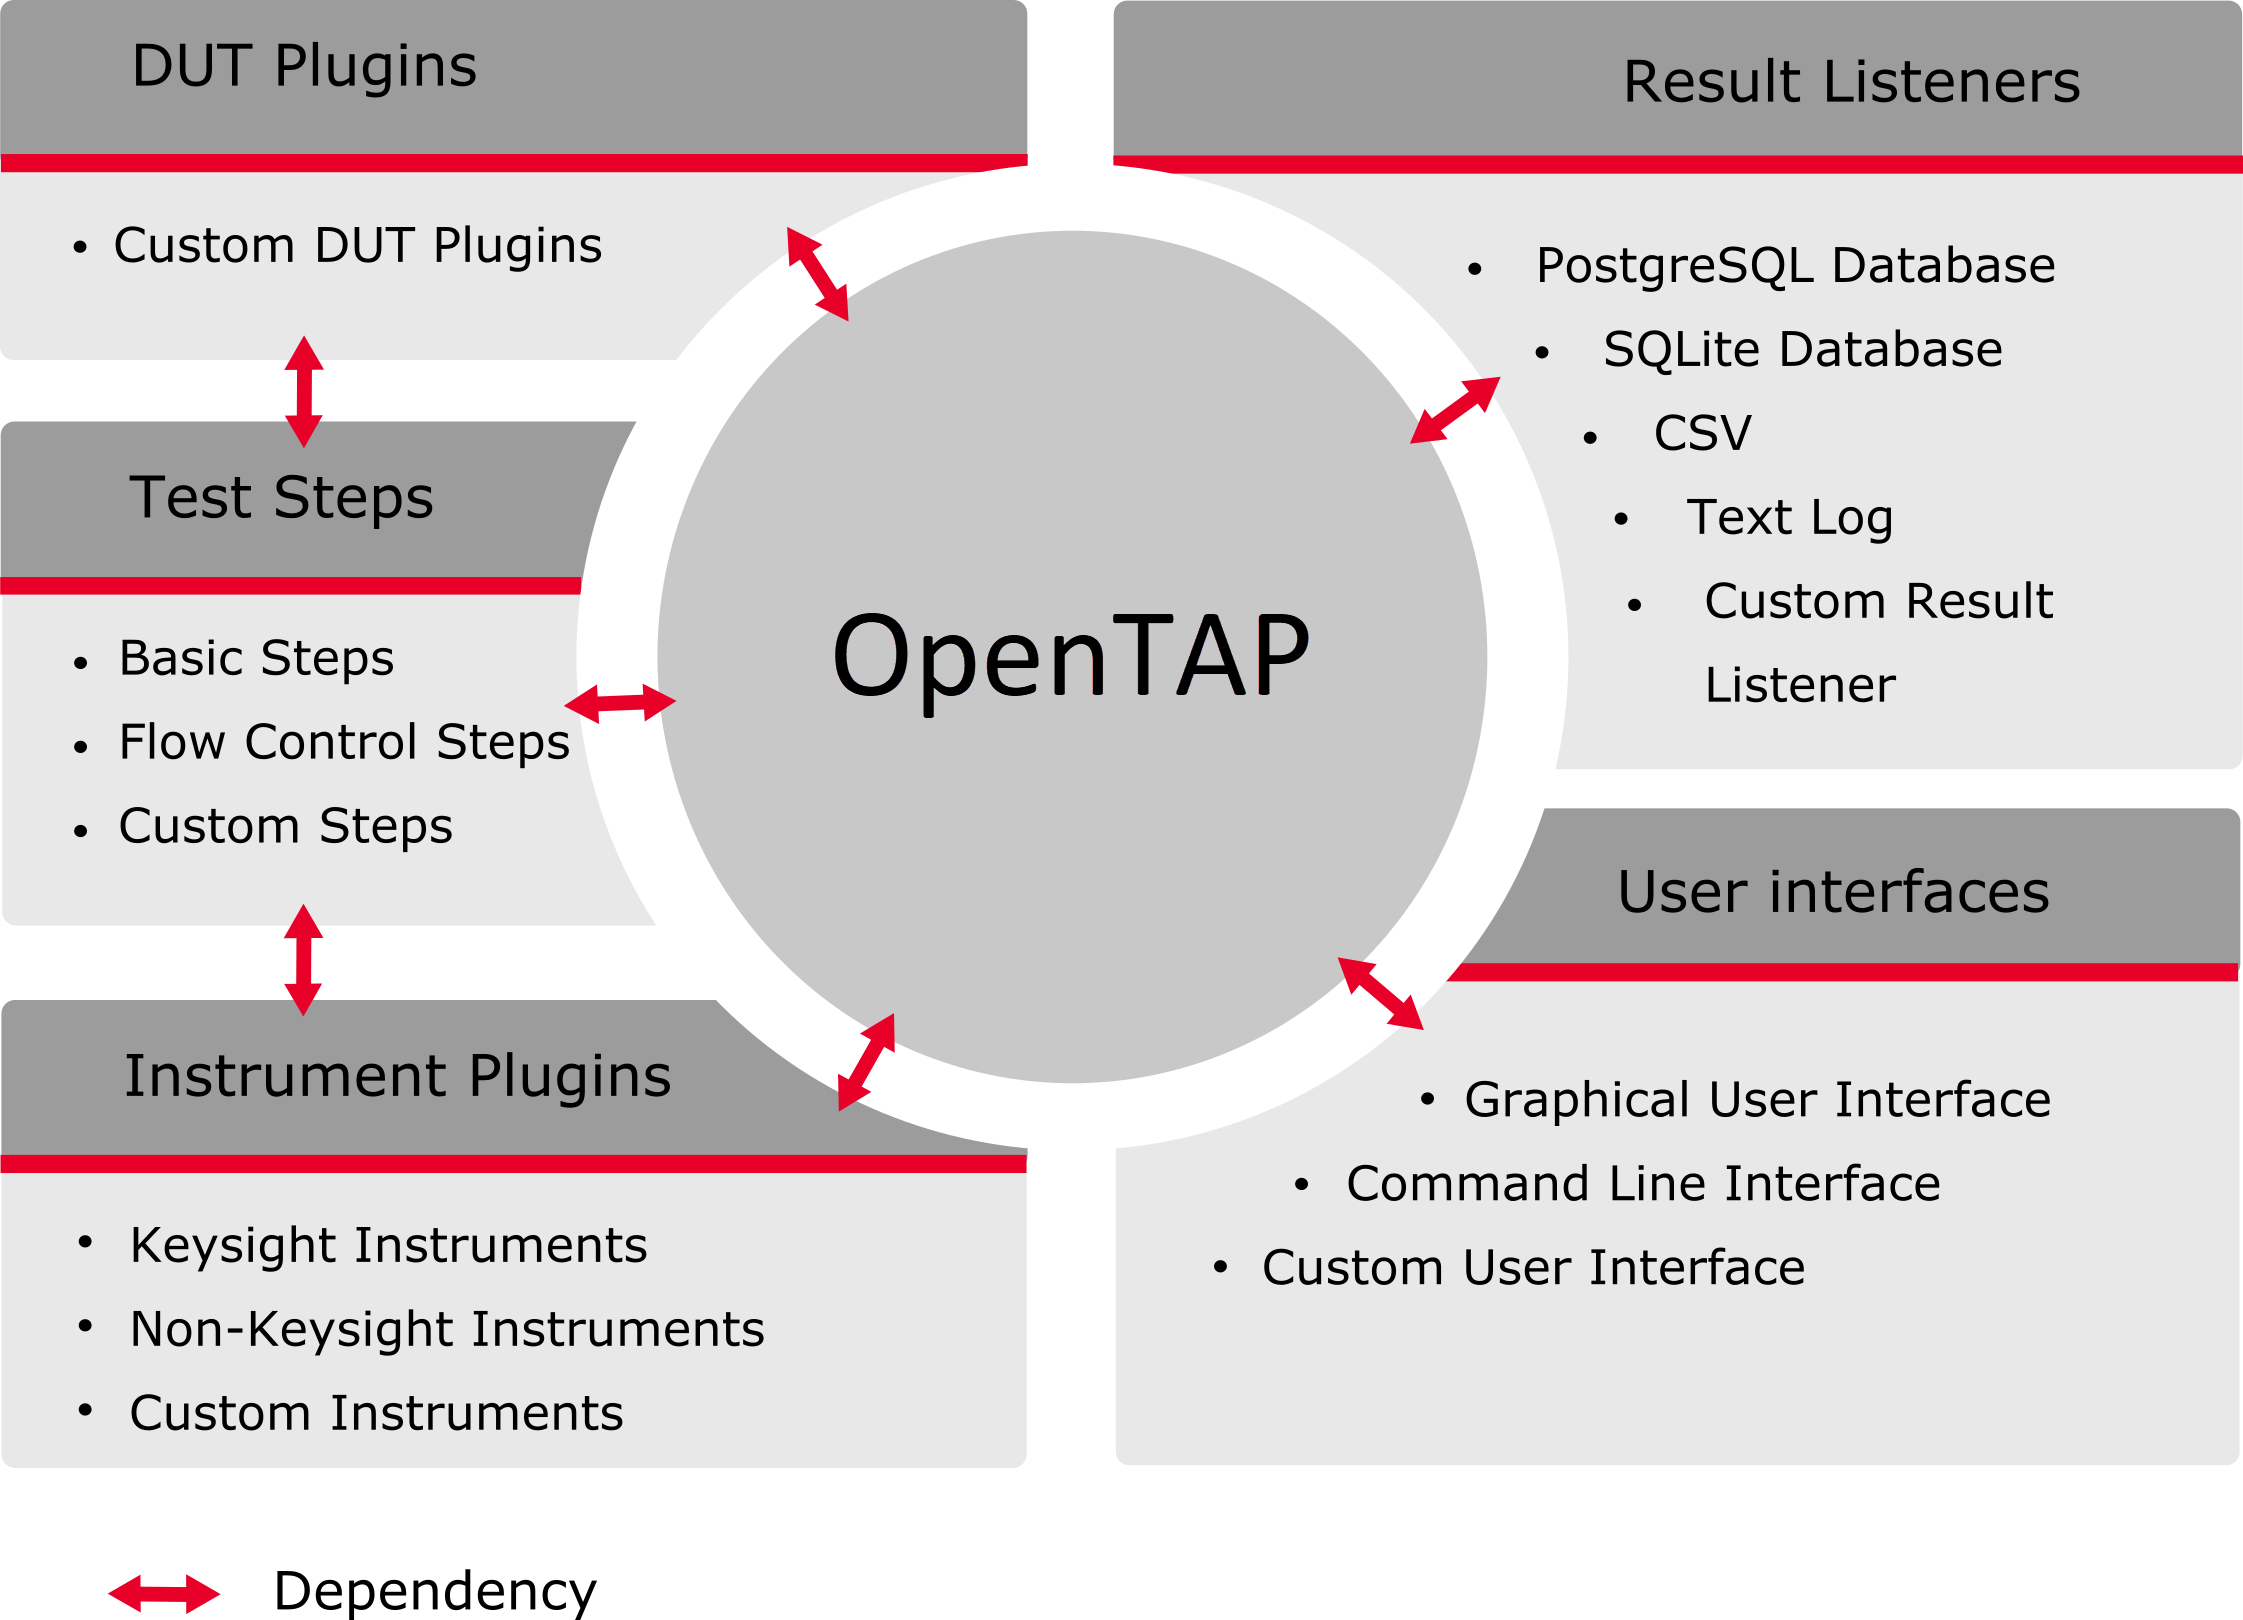 DUT Plugins
• Custom DUT Plugins
Test Steps
• Basic Steps
• Flow Control Steps
• Custom Steps
Instrument Plugins
• Keysight Instruments
• Non-Keysight Instruments
• Custom Instruments
OpenTAP
Result Listeners
• PostgreSQL Database
• SQLite Database
• CSV
• Text Log
• Custom Result
Listener
User interfaces
• Graphical User Interface
• Command Line Interface
• Custom User Interface
Dependency